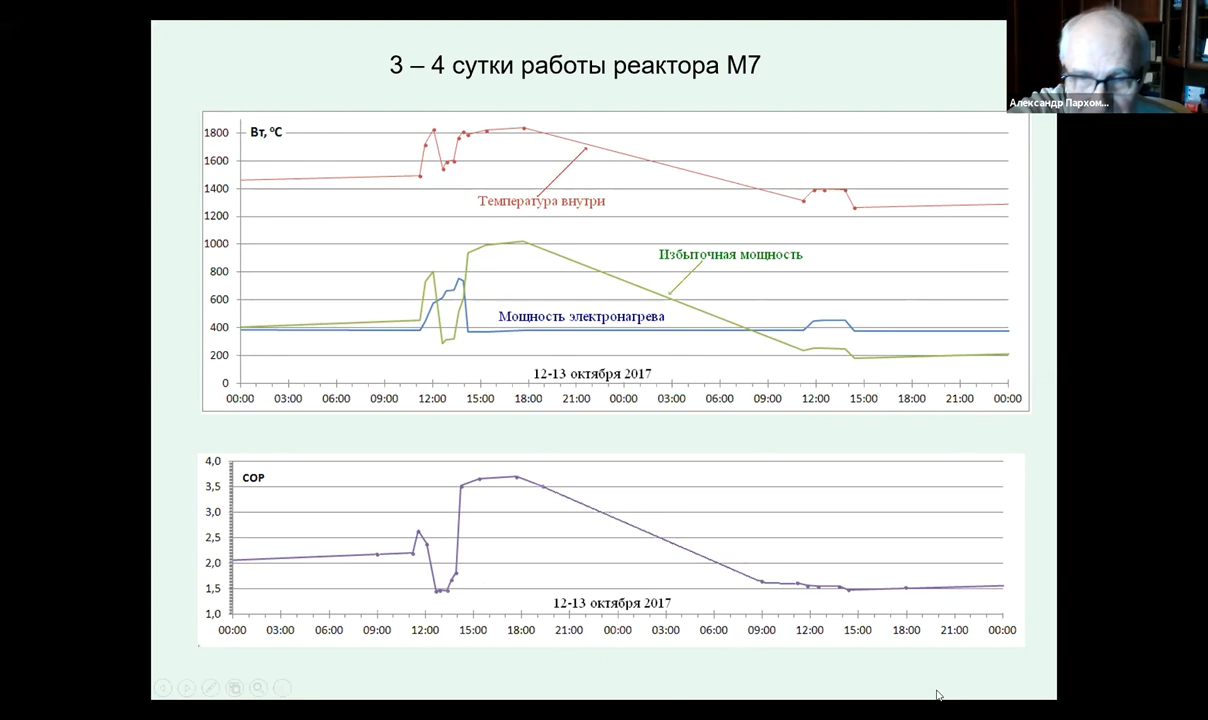 3 – 4 сутки работы реактора М7
Александр Пархом...
Вт, °С
1800
1600
1400
1200
1000
800
600
400
200
0
Температура внутри
Избыточная мощность
Мощность электронагрева
12-13 октября 2017
00:00 03:00 06:00 09:00 12:00 15:00 18:00 21:00 00:00 03:00 06:00 09:00 12:00 15:00 18:00 21:00 00:00
4,0
3,5
3,0
2,5
2,0
1,5
1,0
COP
12-13 октября 2017
00:00 03:00 06:00 09:00 12:00 15:00 18:00 21:00 00:00 03:00 06:00 09:00 12:00 15:00 18:00 21:00 00:00